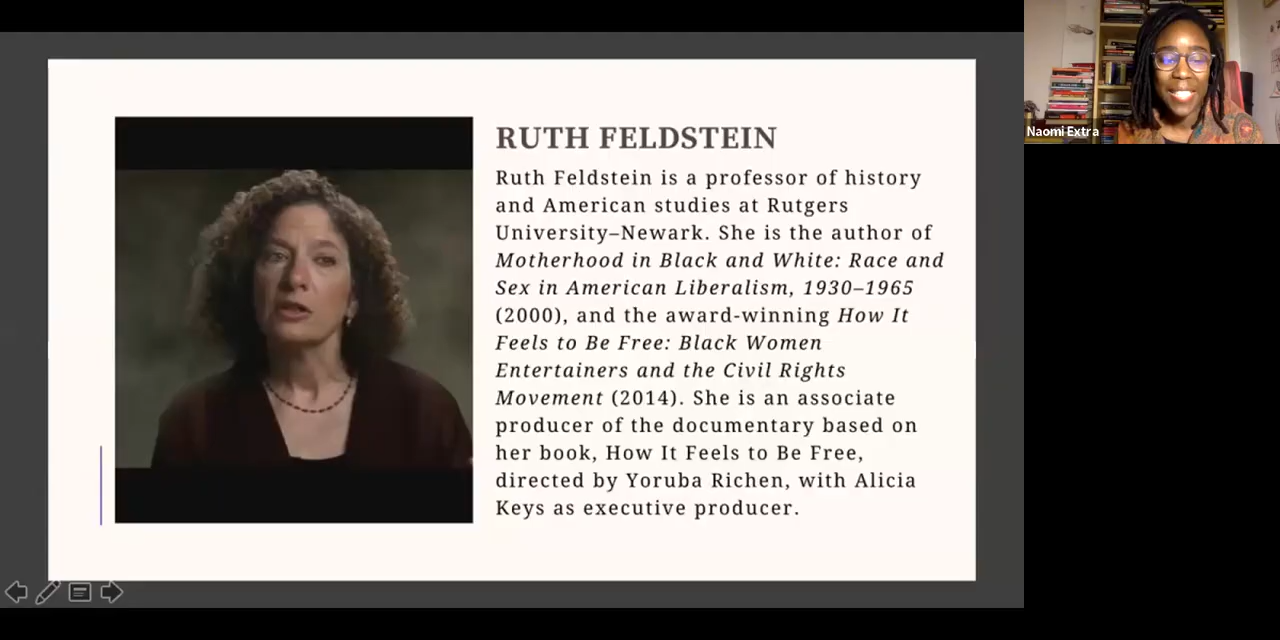 RUTH FELDSTEIN
Ruth Feldstein is a professor of history
and American studies at Rutgers
University–Newark. She is the author of
Motherhood in Black and White: Race and
Sex in American Liberalism, 1930–1965
(2000), and the award-winning How It
Feels to Be Free: Black Women
Entertainers and the Civil Rights
Movement (2014). She is an associate
producer of the documentary based on
her book, How It Feels to Be Free,
directed by Yoruba Richen, with Alicia
Keys as executive producer.
Naomi Extra